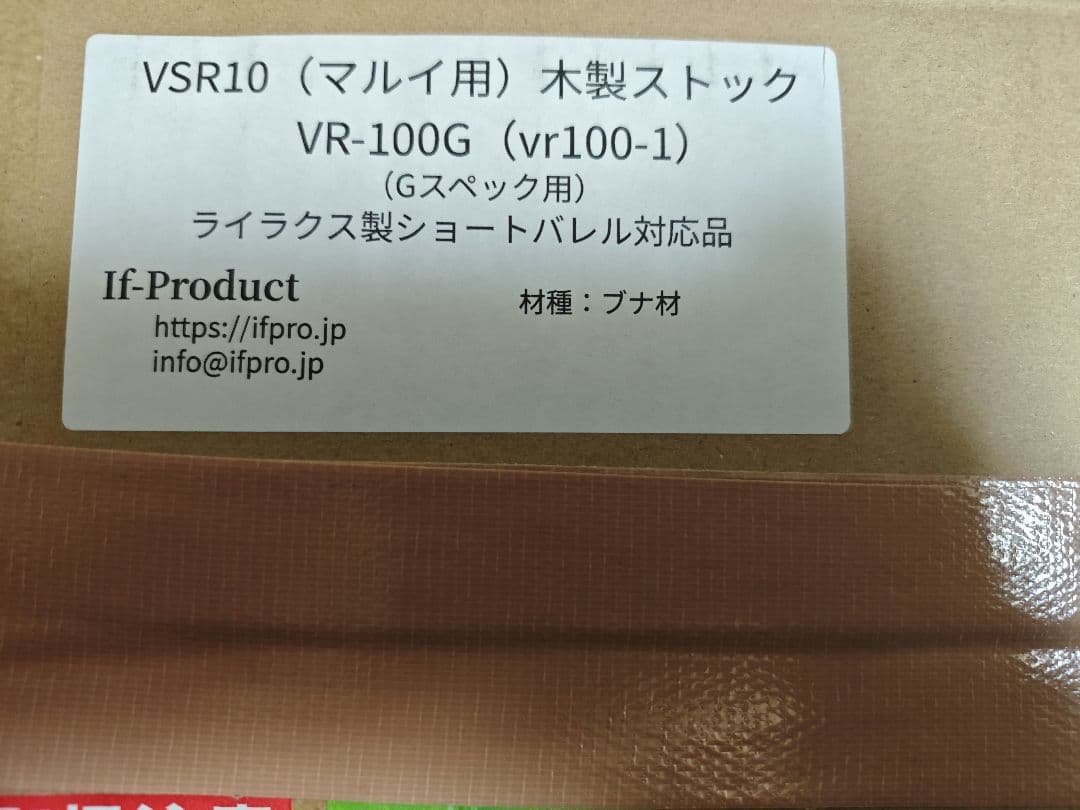 VSR10（マルイ用）木製ストック
VR-100G（vr100-1）
（Gスペック用）
ライラクス製ショートバレル対応品
If-Product
材種：ブナ材
https://ifpro.jp
info@ifpro.jp